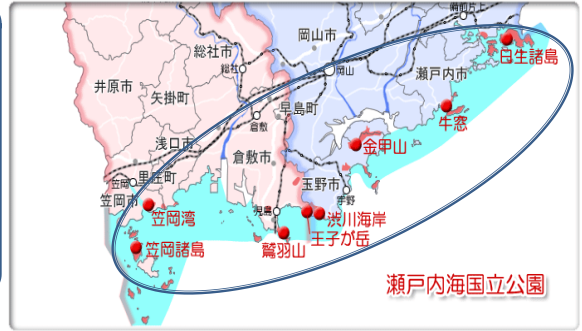 備前片上
総社市
岡山市
総社
岡山
瀬戸内市
日生諸島
井原市
矢掛町
早島町
牛窓
倉敷
金甲山
浅口市
倉敷市
里庄町
玉野市
笠岡
笠岡市
宇野
笠岡湾
児島
渋川海岸
王子が岳
笠岡諸島
鷲羽山
瀬戸内海国立公園